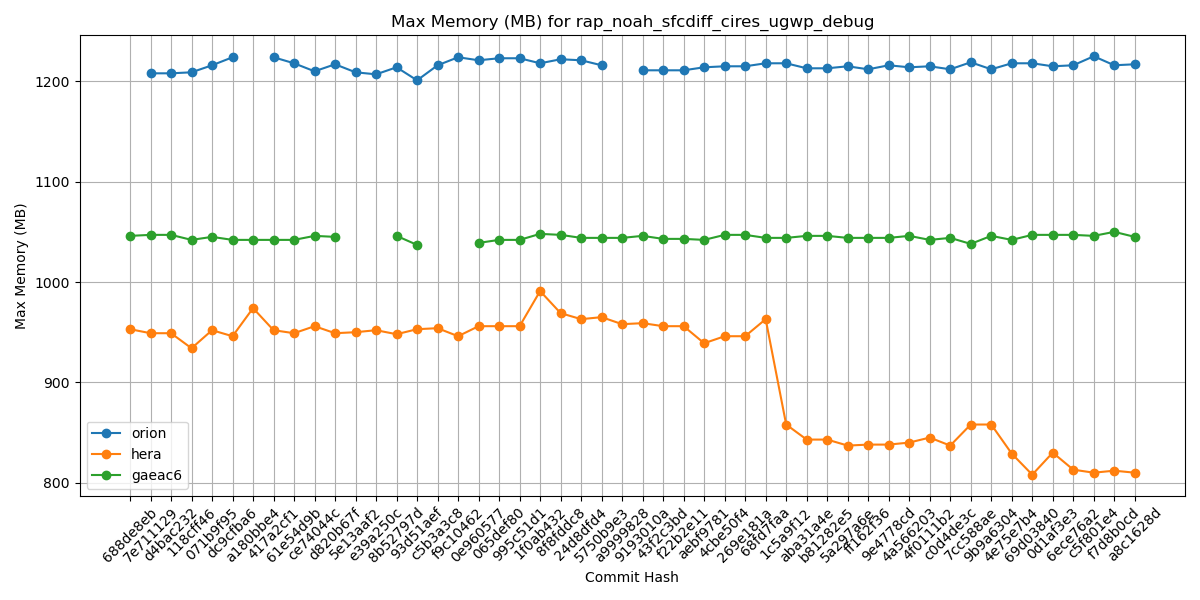 Max Memory (MB) for rap_noah_sfcdiff_cires_ugwp_debug
Max Memory (MB)
1200
1100
1000
900
800
orion
hera
gaeac6
688de8eb
7e711129
d4bac232
118cff46
071b9f95
dc9cfba6
a180bbe4
417a2cf1
61e54d9b
ce74044c
d820b67f
5e13aaf2
e39a250c
8b52797d
93d51aef
c5b3a3c8
f9c10462
0e960577
065def80
995c51d1
1f0ab432
8f8fddc8
24d8dfd4
5750b9e3
a9999828
9193010a
43f2c3bd
f22b2e11
aebf9781
4cbe50f4
269e181a
68fd7faa
1c5a9f12
aba31a4e
b81282e5
5a297a6e
ff162f36
9e4778cd
4a566203
4f0111b2
c0d4de3c
7cc588ae
9b9a6304
4e75e7b4
69d03840
0d1af3e3
6ece76a2
c5f801e4
f7d8b0cd
a8c1628d
Commit Hash